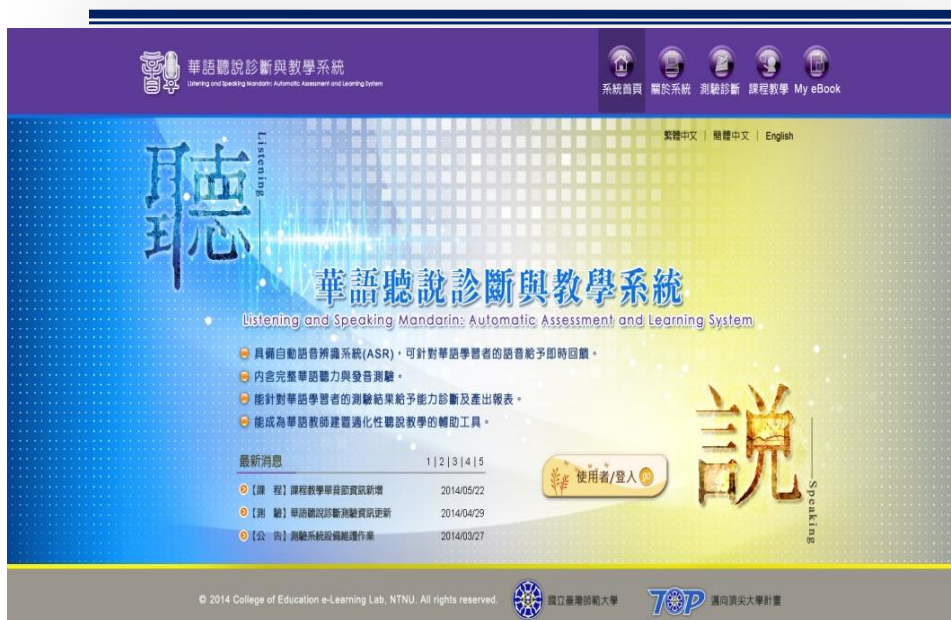 華語聽說診斷與教學系統
Listening and Speaking Mandarin: Automatic Assessment and Learning System
系統首頁 關於系統 測驗診斷 課程教學 My eBook
繁體中文 | 簡體中文 | English
聽
Listening
華語聽說診斷與教學系統
Listening and Speaking Mandarin: Automatic Assessment and Learning System
具備自動語音辨識系統(ASR)，可針對華語學習者的語音給予即時回饋。
內含完整華語聽力與發音測驗。
能針對華語學習者的測驗結果給予能力診斷及產出報表。
能成為華語教師建置適化性聽說教學的輔助工具。
最新消息 1|2|3|4|5
【課 程】課程教學單音節資訊新增 2014/05/22
【測 驗】華語聽說診斷測驗資訊更新 2014/04/29
【公 告】測驗系統設備維護作業 2014/03/27
使用者/登入 go
説
Speaking
© 2014 College of Education e-Learning Lab, NTNU. All rights reserved.
國立臺灣師範大學
TOP 邁向頂尖大學計畫